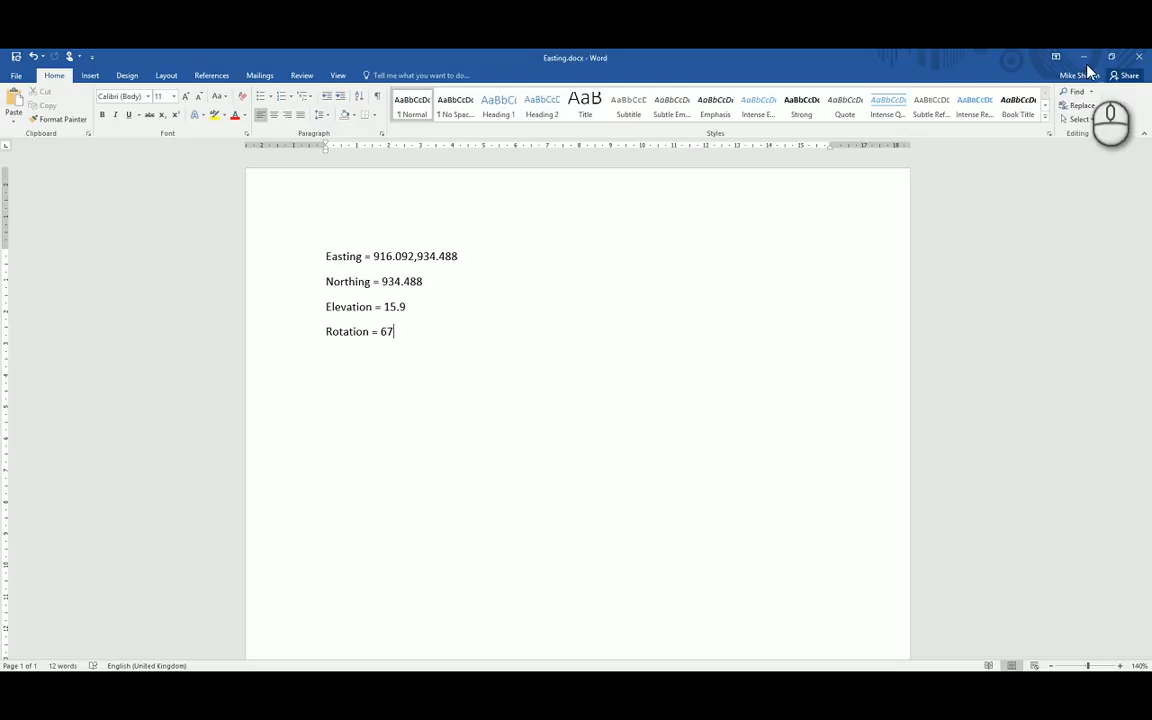 Easting.docx - Word
File Home Insert Design Layout References Mailings Review View Tell me what you want to do... Share
Paste
Cut
Copy
Format Painter
Calibri (Body) 11
AaBbCcDc AaBbCcDc AaBbCc AaBbCcC AaB AaBbCcC AaBbCcDc AaBbCcDc AaBbCcDc AaBbCcDc AaBbCcDc AaBbCcDc AaBbCcDc AaBbCcDc AaBbCcDc
¶ Normal ¶ No Spac... Heading 1 Heading 2 Title Subtitle Subtle Em... Emphasis Intense E... Strong Quote Intense Q... Subtle Ref... Intense Re... Book Title
Find
Replace
Select
Clipboard Font Paragraph Styles Editing
Easting = 916.092,934.488
Northing = 934.488
Elevation = 15.9
Rotation = 67
Page 1 of 1 12 words English (United Kingdom) 140%